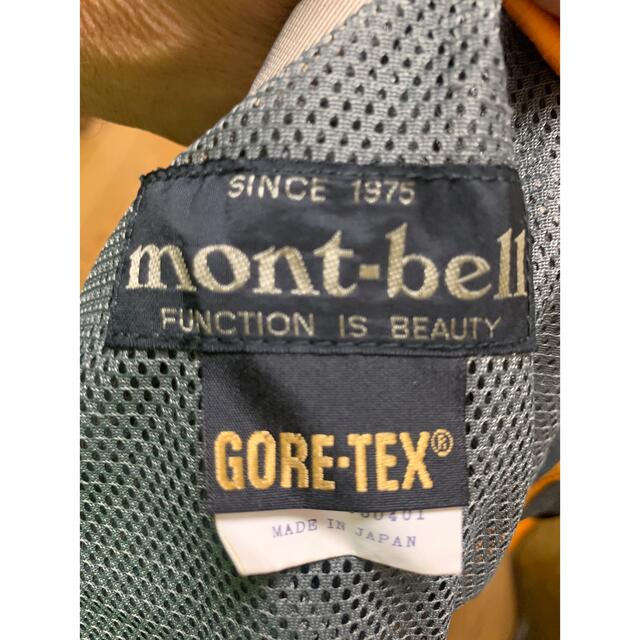 SINCE 1975
mont-bell
FUNCTION IS BEAUTY
GORE-TEX®
MADE IN JAPAN